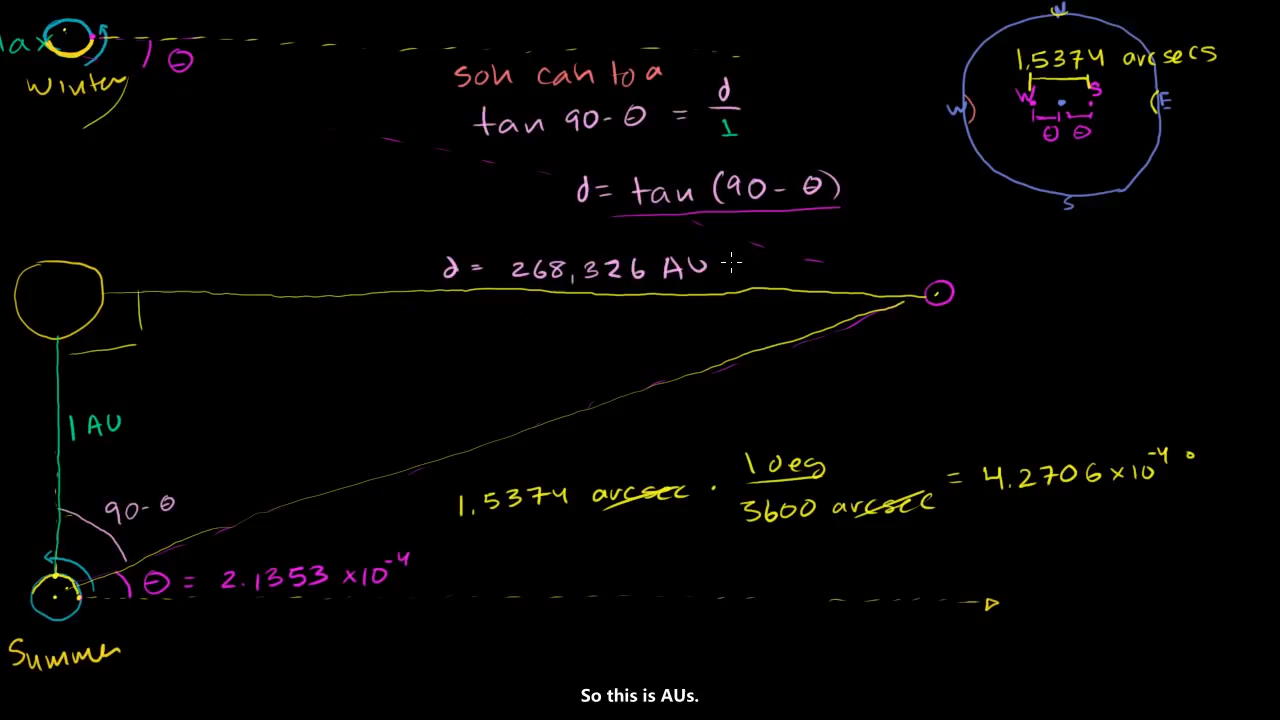 lax
Winter
θ
soh cah toa
tan 90-θ = d/1
d= tan (90- θ)
d = 268,326 AU
N
1.5374 arcsecs
W
W
S
E
θ θ
S
1 AU
90-θ
1.5374 arcsec · 1 deg/3600 arcsec = 4.2706 ×10⁻⁴ °
θ = 2.1353 ×10⁻⁴
Summer
So this is AUs.